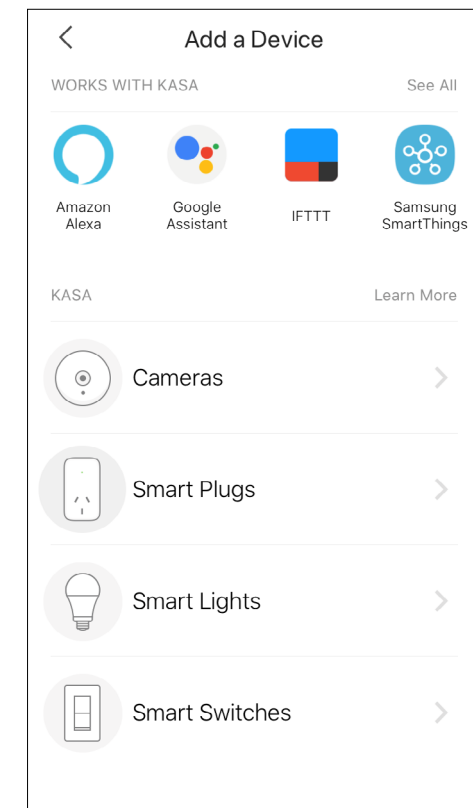 Add a Device
WORKS WITH KASA See All
Amazon Alexa
Google Assistant
IFTTT
Samsung SmartThings
KASA Learn More
Cameras
Smart Plugs
Smart Lights
Smart Switches